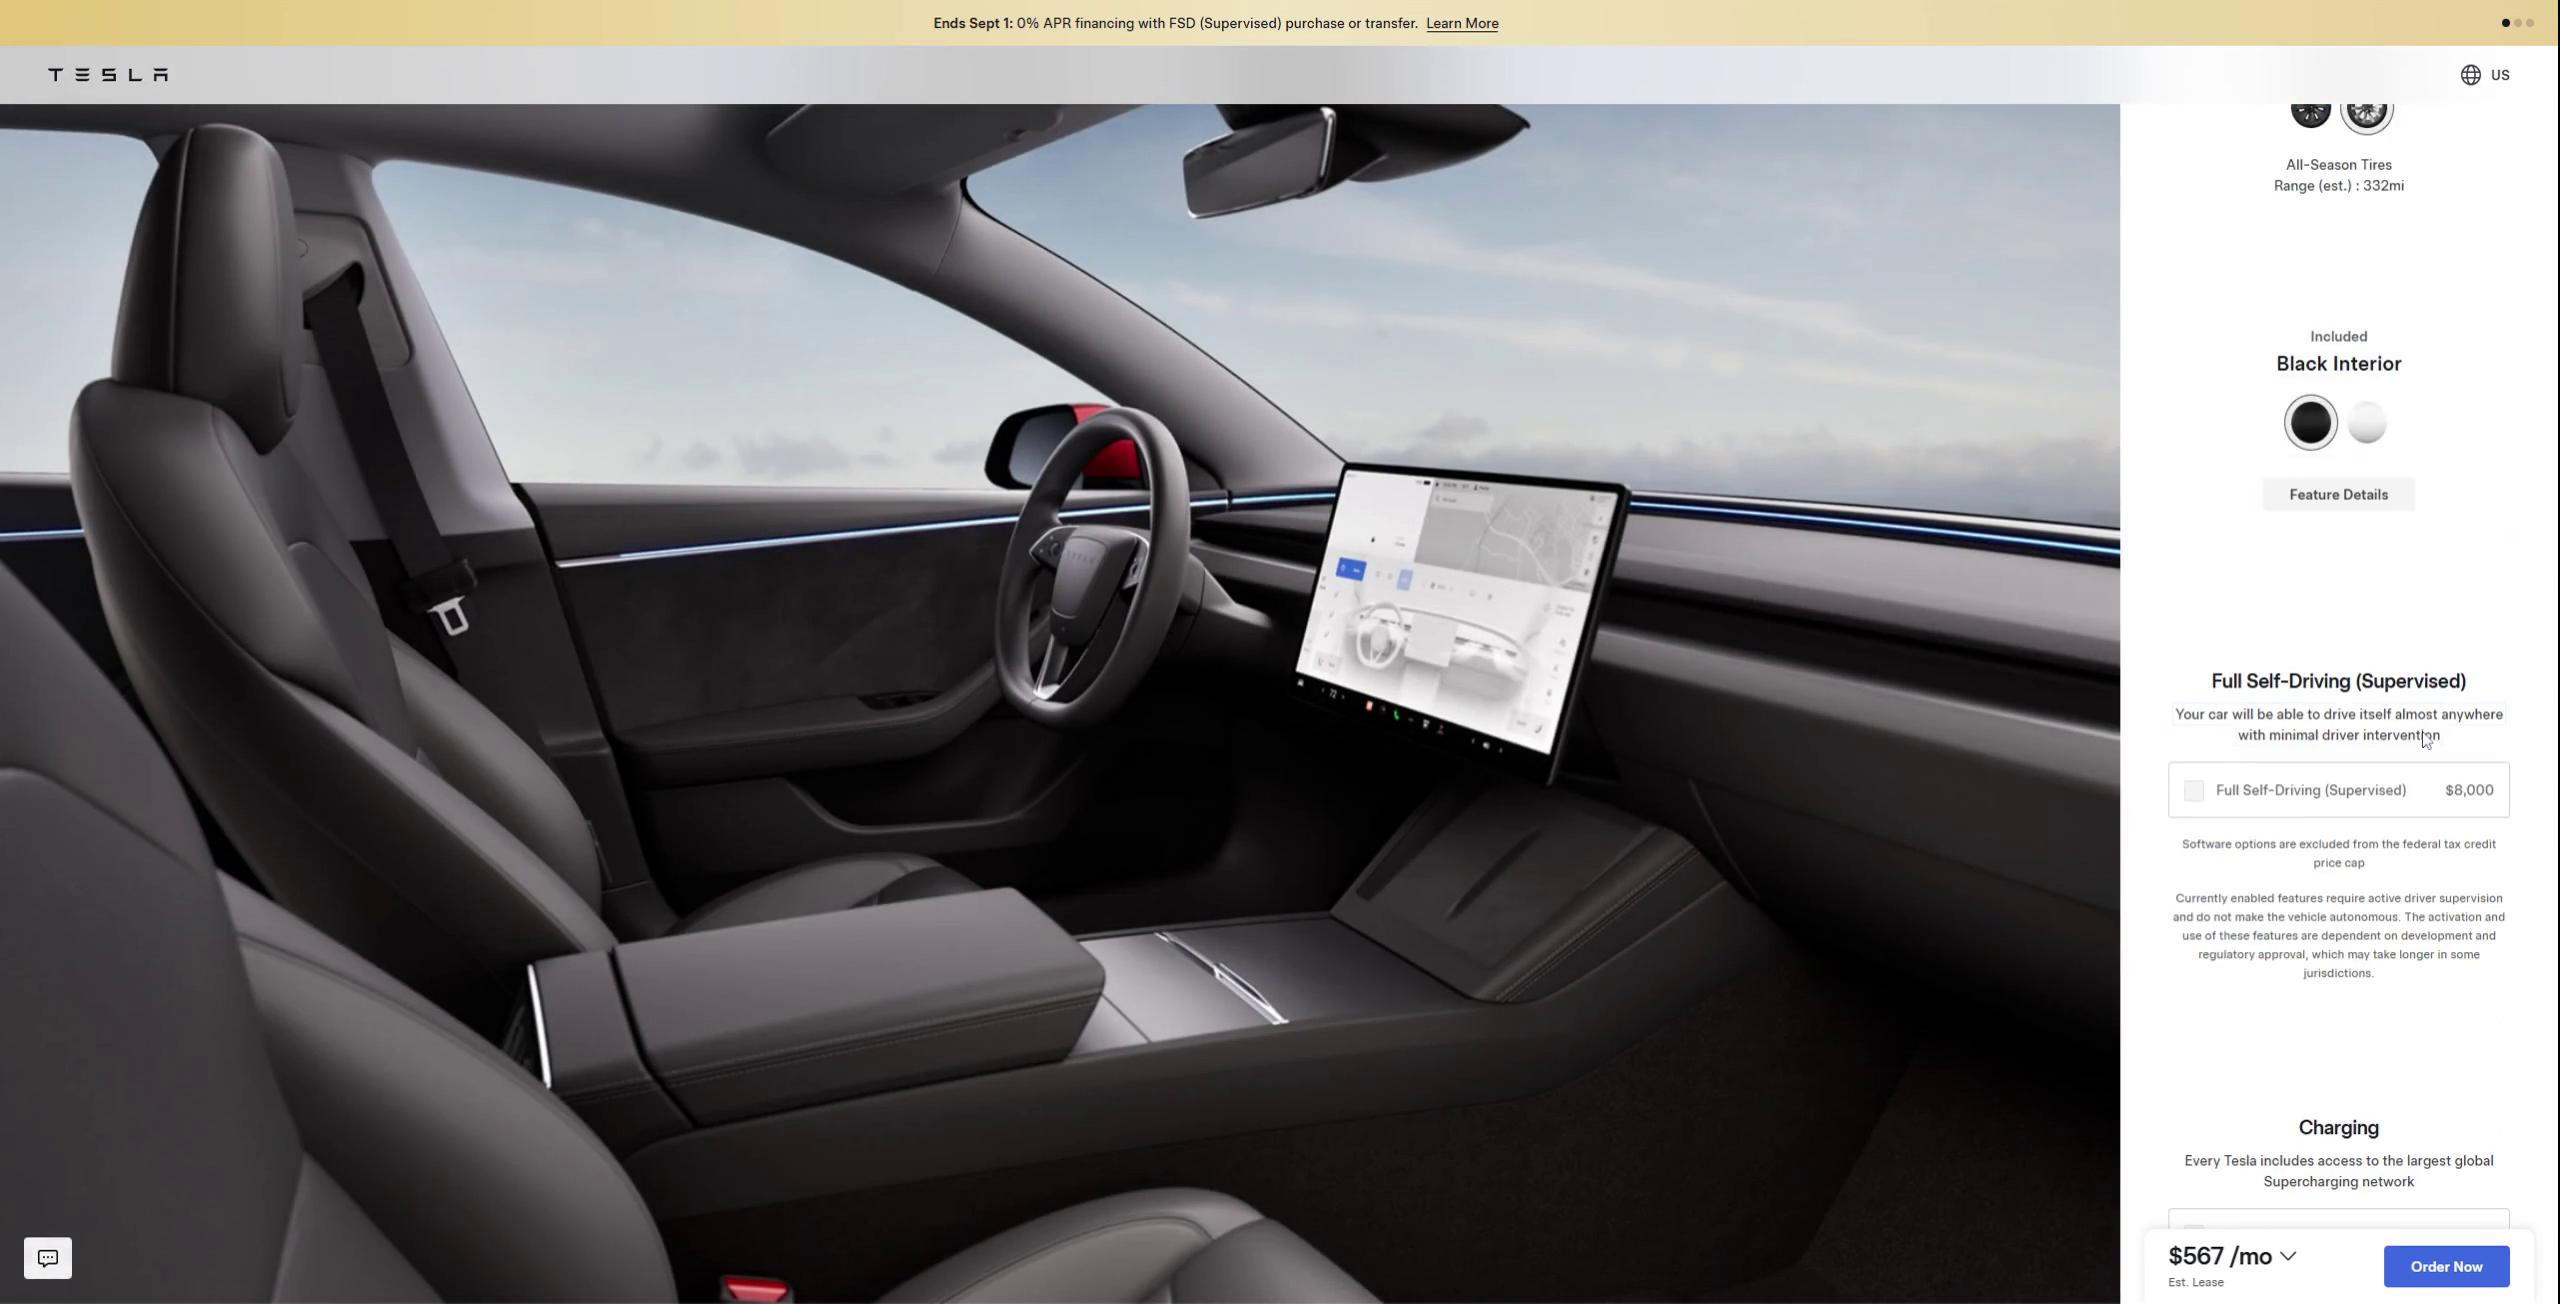 Ends Sept 1: 0% APR financing with FSD (Supervised) purchase or transfer. Learn More
TESLA
US
All-Season Tires
Range (est.) : 332mi
Included
Black Interior
Feature Details
Full Self-Driving (Supervised)
Your car will be able to drive itself almost anywhere
with minimal driver intervention
Full Self-Driving (Supervised) $8,000
Software options are excluded from the federal tax credit
price cap
Currently enabled features require active driver supervision
and do not make the vehicle autonomous. The activation and
use of these features are dependent on development and
regulatory approval, which may take longer in some
jurisdictions.
Charging
Every Tesla includes access to the largest global
Supercharging network
$567 /mo
Est. Lease
Order Now